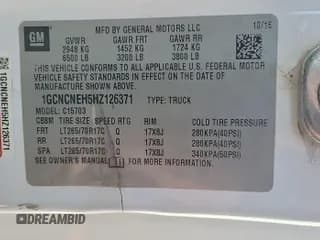 GM
MFD BY GENERAL MOTORS LLC
10/16
GVWR GAWR FRT GAWR RR
2948 KG 1452 KG 1724 KG
6500 LB 3200 LB 3800 LB
THIS VEHICLE CONFORMS TO ALL APPLICABLE U.S. FEDERAL MOTOR
VEHICLE SAFETY STANDARDS IN EFFECT ON THE DATE OF
MANUFACTURE SHOWN ABOVE.
1GCNCNEH5HZ126371 TYPE: TRUCK
MODEL: C15703
TIRE SIZE SPEED RTG RIM COLD TIRE PRESSURE
FRT LT265/70R17C Q 17X8J 280KPA(40PSI)
RR LT265/70R17C Q 17X8J 280KPA(40PSI)
SPA LT265/70R17C Q 17X8J 340KPA(50PSI)
SEE OWNER'S MANUAL FOR MORE INFORMATION.
1GCNCNEH5HZ126371
DREAMBID